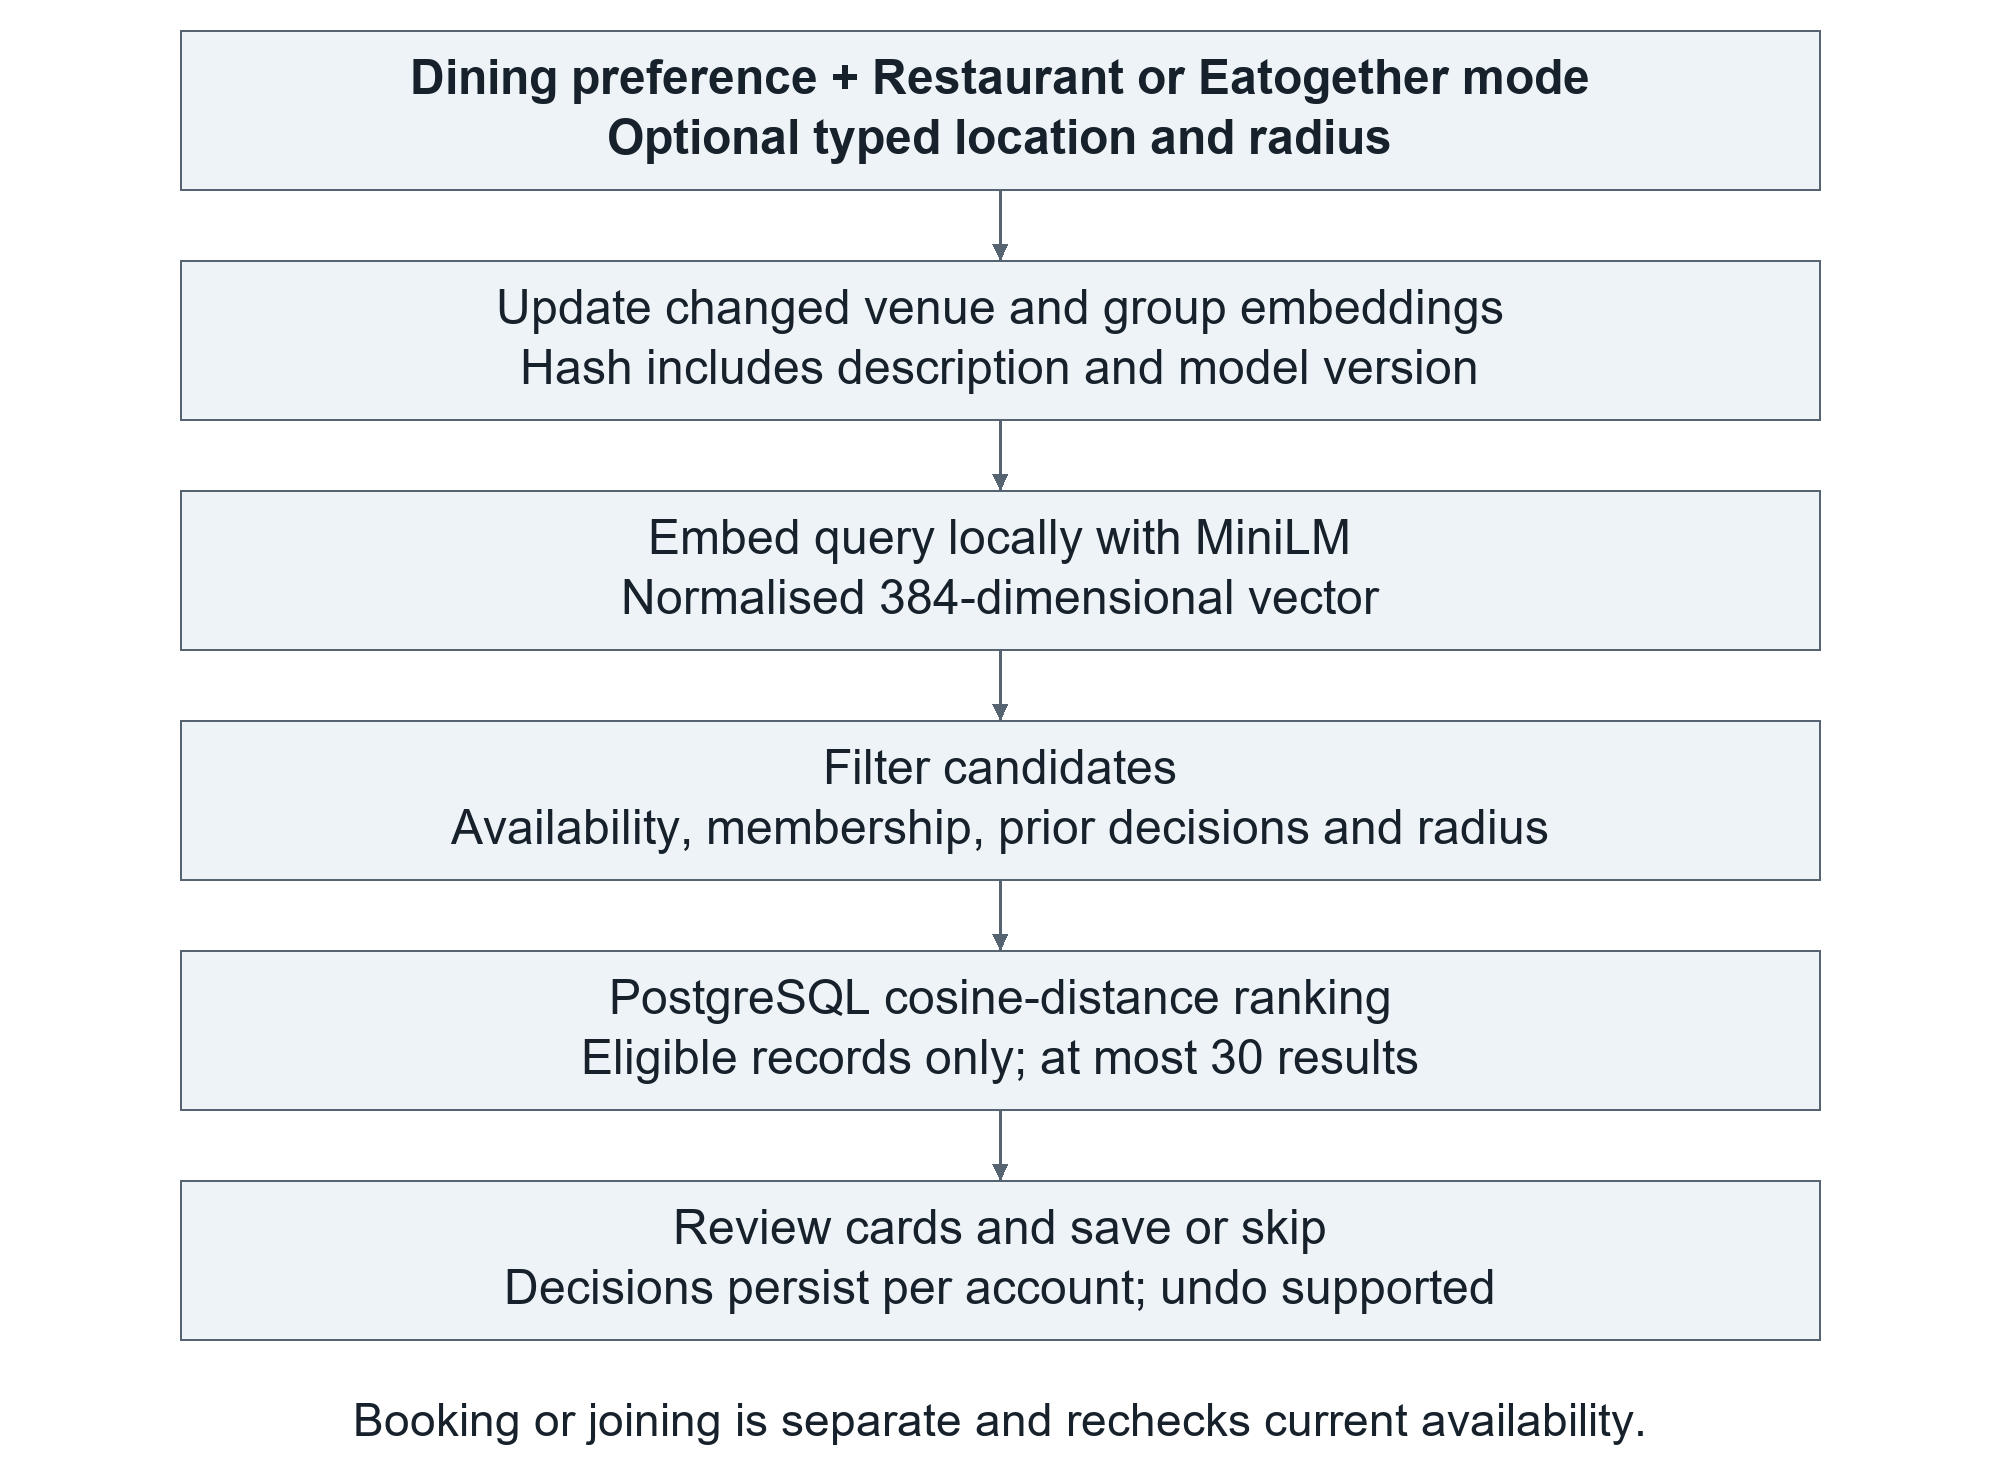 Dining preference + Restaurant or Eatogether mode
Optional typed location and radius
Update changed venue and group embeddings
Hash includes description and model version
Embed query locally with MiniLM
Normalised 384-dimensional vector
Filter candidates
Availability, membership, prior decisions and radius
PostgreSQL cosine-distance ranking
Eligible records only; at most 30 results
Review cards and save or skip
Decisions persist per account; undo supported
Booking or joining is separate and rechecks current availability.